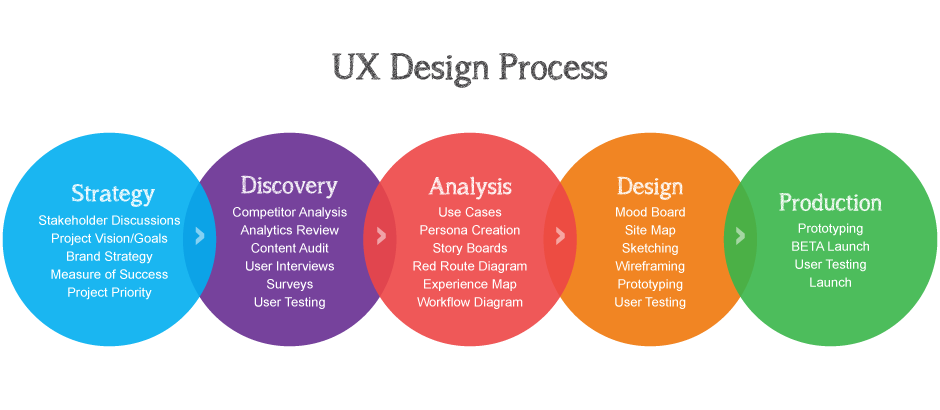 UX Design Process
Strategy
Stakeholder Discussions
Project Vision/Goals
Brand Strategy
Measure of Success
Project Priority
Discovery
Competitor Analysis
Analytics Review
Content Audit
User Interviews
Surveys
User Testing
Analysis
Use Cases
Persona Creation
Story Boards
Red Route Diagram
Experience Map
Workflow Diagram
Design
Mood Board
Site Map
Sketching
Wireframing
Prototyping
User Testing
Production
Prototyping
BETA Launch
User Testing
Launch